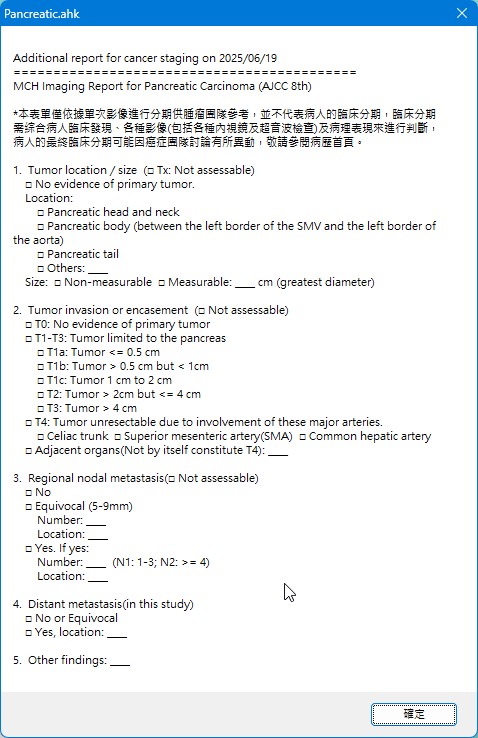 Pancreatic.ahk
Additional report for cancer staging on 2025/06/19
===========================================
MCH Imaging Report for Pancreatic Carcinoma (AJCC 8th)
*本表單僅依據單次影像進行分期供腫瘤團隊參考，並不代表病人的臨床分期，臨床分期
需綜合病人臨床發現、各種影像(包括各種內視鏡及超音波檢查)及病理表現來進行判斷，
病人的最終臨床分期可能因癌症團隊討論有所異動，敬請參閱病歷首頁。
1.  Tumor location / size  (□ Tx: Not assessable)
□ No evidence of primary tumor.
Location:
□ Pancreatic head and neck
□ Pancreatic body (between the left border of the SMV and the left border of
the aorta)
□ Pancreatic tail
□ Others: ____
Size:  □ Non-measurable  □ Measurable: ____ cm (greatest diameter)
2.  Tumor invasion or encasement  (□ Not assessable)
□ T0: No evidence of primary tumor
□ T1-T3: Tumor limited to the pancreas
□ T1a: Tumor <= 0.5 cm
□ T1b: Tumor > 0.5 cm but < 1cm
□ T1c: Tumor 1 cm to 2 cm
□ T2: Tumor > 2cm but <= 4 cm
□ T3: Tumor > 4 cm
□ T4: Tumor unresectable due to involvement of these major arteries.
□ Celiac trunk  □ Superior mesenteric artery(SMA)  □ Common hepatic artery
□ Adjacent organs(Not by itself constitute T4): ____
3.  Regional nodal metastasis(□ Not assessable)
□ No
□ Equivocal (5-9mm)
Number: ____
Location: ____
□ Yes. If yes:
Number: ____  (N1: 1-3; N2: >= 4)
Location: ____
4.  Distant metastasis(in this study)
□ No or Equivocal
□ Yes, location: ____
5.  Other findings: ____
確定